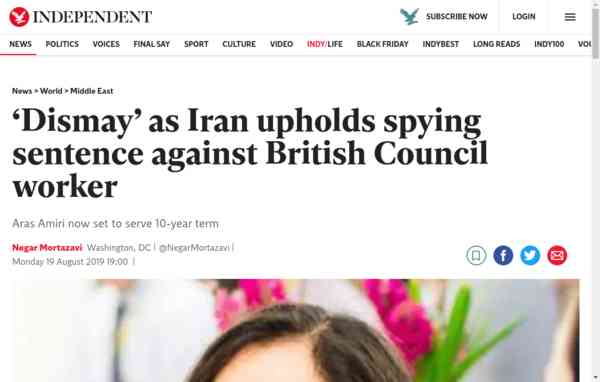 INDEPENDENT
SUBSCRIBE NOW LOGIN
NEWS POLITICS VOICES FINAL SAY SPORT CULTURE VIDEO INDY/LIFE BLACK FRIDAY INDYBEST LONG READS INDY100 VOU
News > World > Middle East
‘Dismay’ as Iran upholds spying
sentence against British Council
worker
Aras Amiri now set to serve 10-year term
Negar Mortazavi Washington, DC | @NegarMortazavi |
Monday 19 August 2019 19:00 |